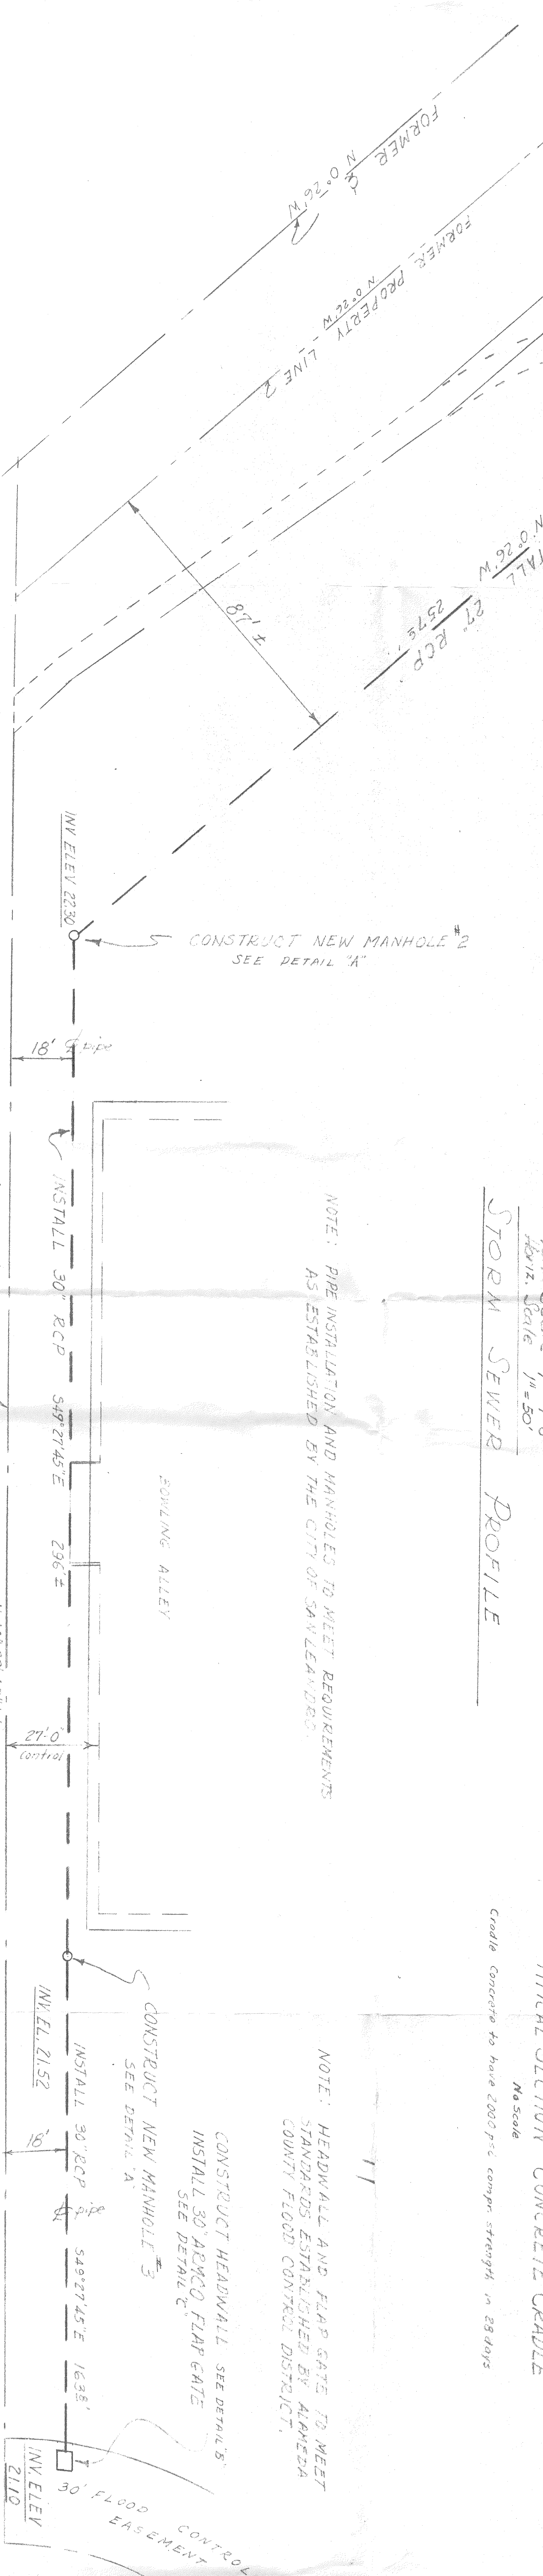 FORMER ℄
N 0°26'W
FORMER PROPERTY LINE
N 0°26'W
N 0°26'W
27" RCP
87'±
INV. ELEV 22.30
CONSTRUCT NEW MANHOLE #2
SEE DETAIL "A"
18' ℄ pipe
INSTALL 30" RCP S49°27'45"E 296'±
NOTE: PIPE INSTALLATION AND MANHOLES TO MEET REQUIREMENTS
AS ESTABLISHED BY THE CITY OF SAN LEANDRO.
Horiz. Scale 1"=50'
STORM SEWER PROFILE
BOWLING ALLEY
27'-0"
control
SECTION CONCRETE CRADLE
No Scale
Cradle Concrete to have 2000 psi comps. strength in 28 days
CONSTRUCT NEW MANHOLE #3
SEE DETAIL "A"
INV. EL. 21.52
18'
INSTALL 30" RCP ℄ pipe S49°27'45"E 163.8'
NOTE: HEADWALL AND FLAP GATE TO MEET
STANDARDS ESTABLISHED BY ALAMEDA
COUNTY FLOOD CONTROL DISTRICT.
CONSTRUCT HEADWALL SEE DETAIL "B"
INSTALL 30" ARMCO FLAP GATE
SEE DETAIL "C"
INV. ELEV
21.10
30' FLOOD CONTROL
EASEMENT